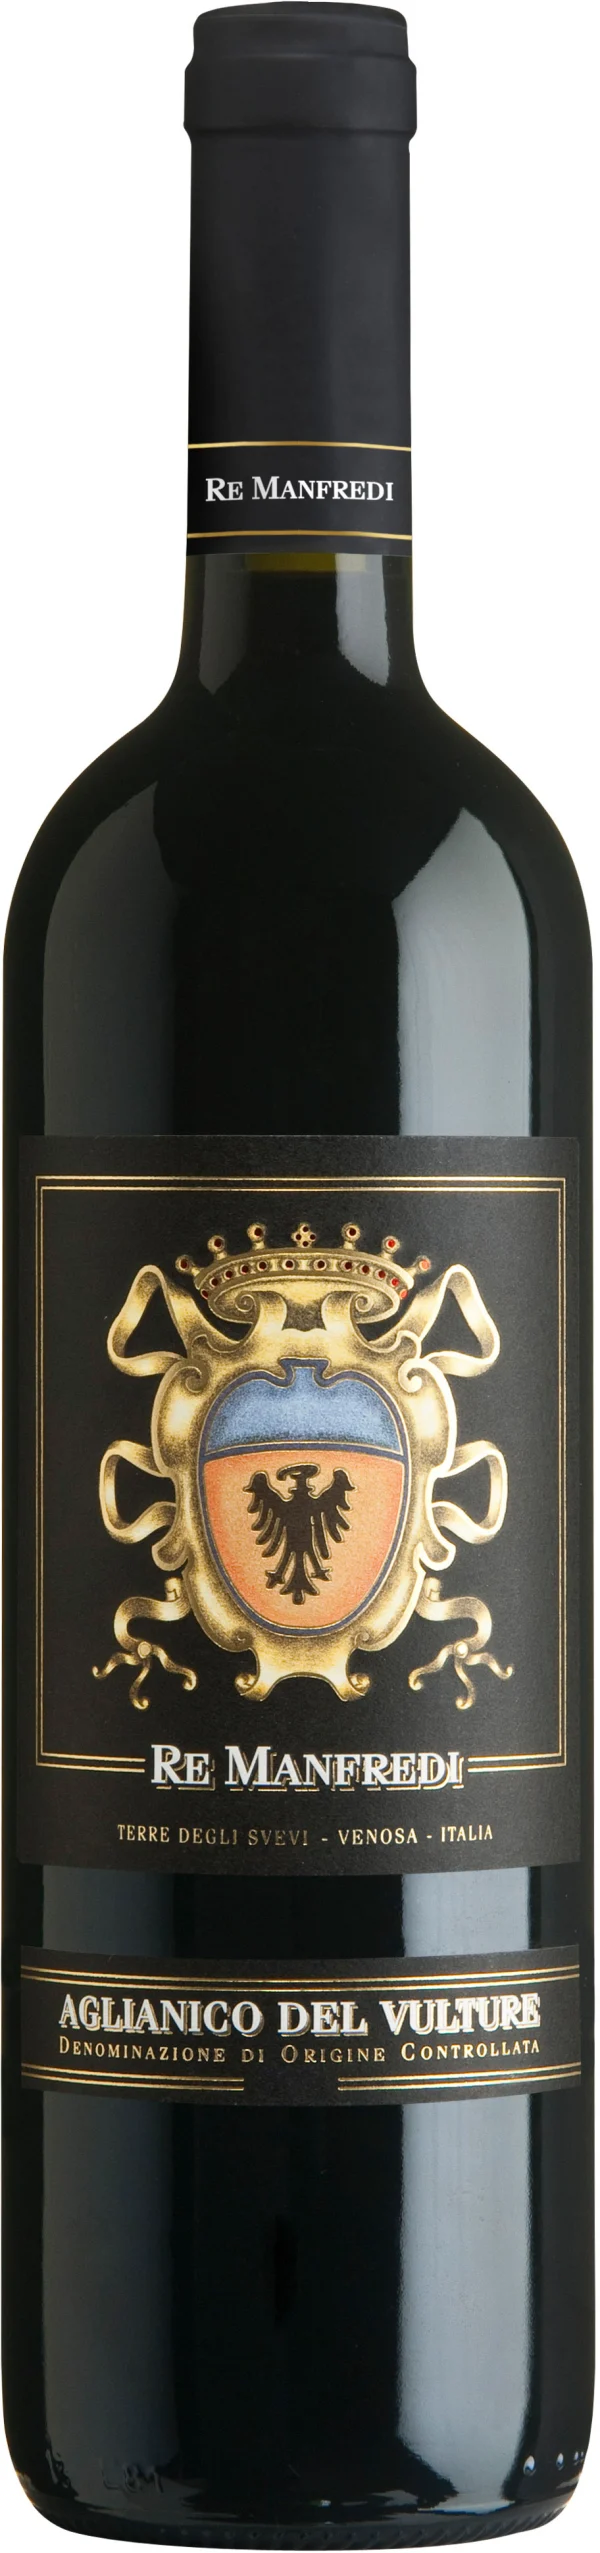 RE MANFREDI
RE MANFREDI
TERRE DEGLI SVEVI - VENOSA - ITALIA
AGLIANICO DEL VULTURE
DENOMINAZIONE DI ORIGINE CONTROLLATA